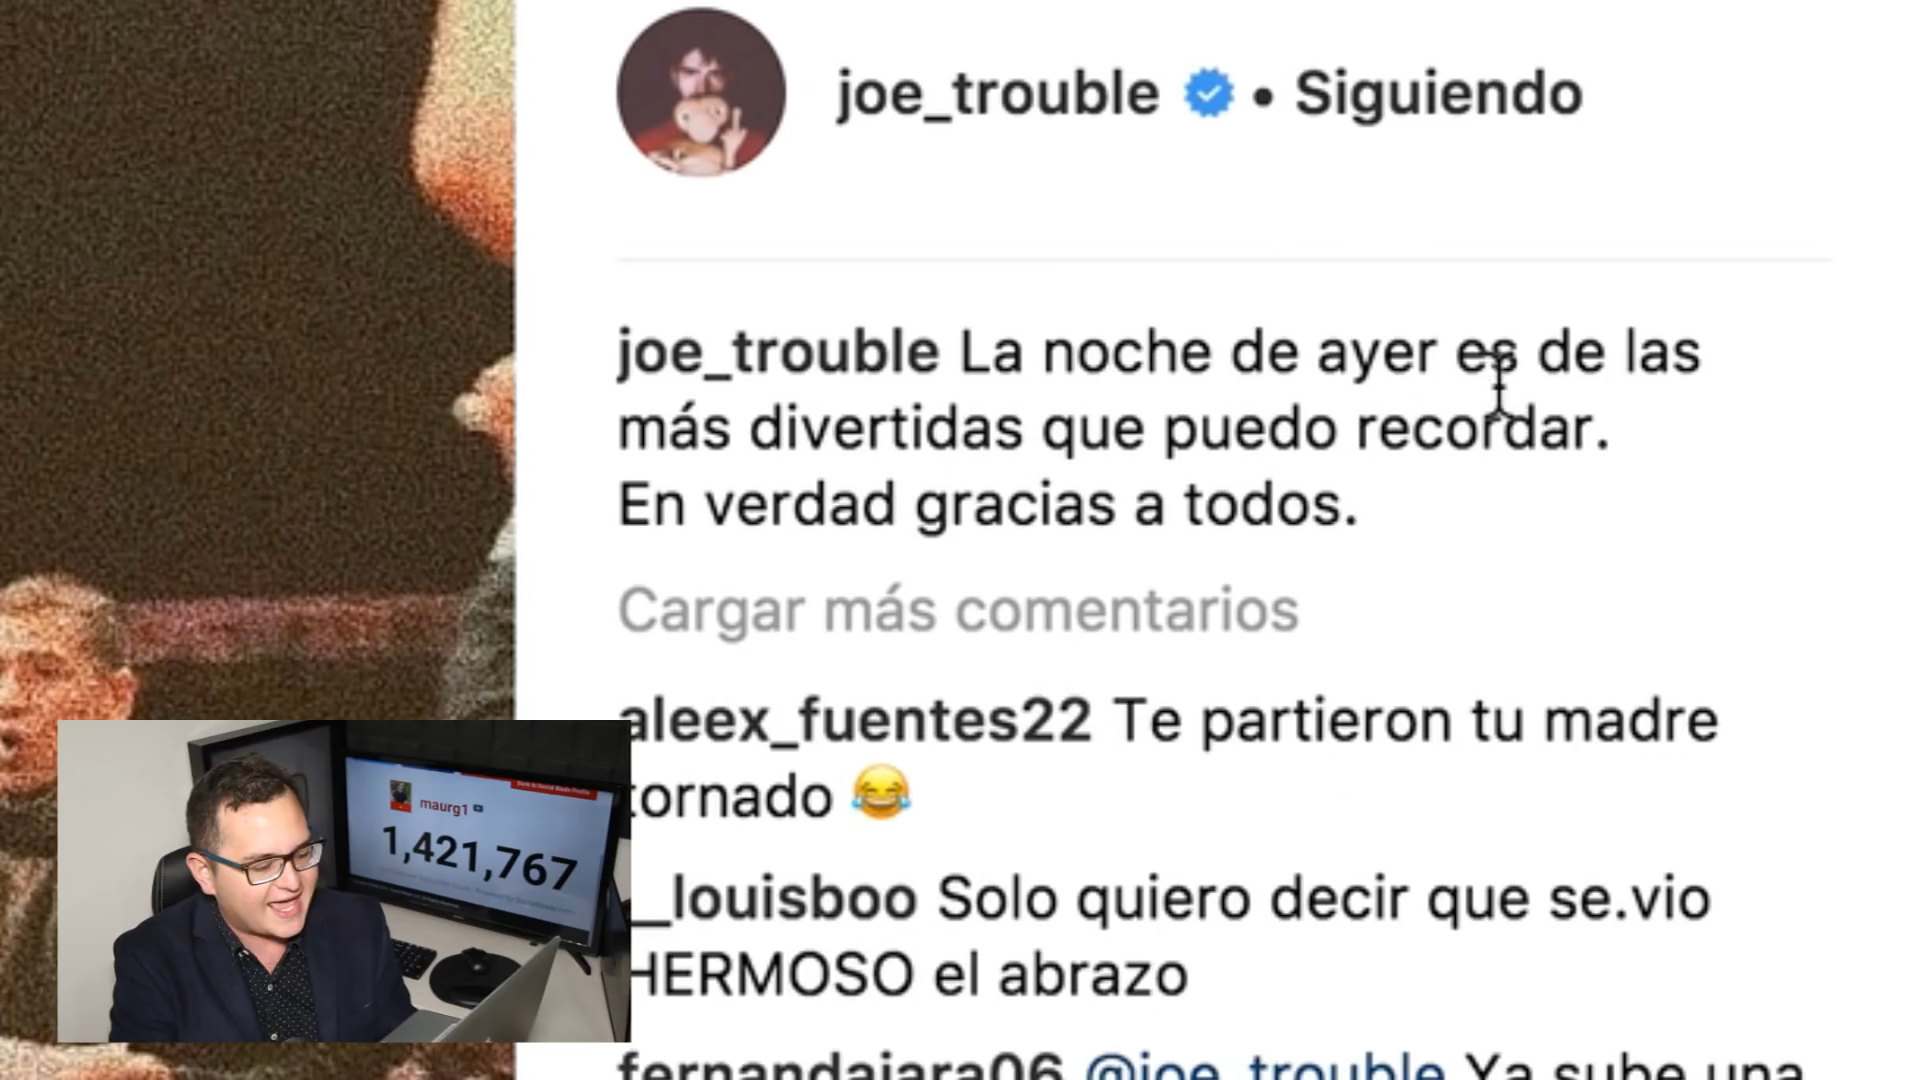 joe_trouble • Siguiendo
joe_trouble La noche de ayer es de las
más divertidas que puedo recordar.
En verdad gracias a todos.
Cargar más comentarios
aleex_fuentes22 Te partieron tu madre
tornado 😂
__louisboo Solo quiero decir que se.vio
HERMOSO el abrazo
fernandajara06 @joe_trouble Ya sube una
maurg1
1,421,767